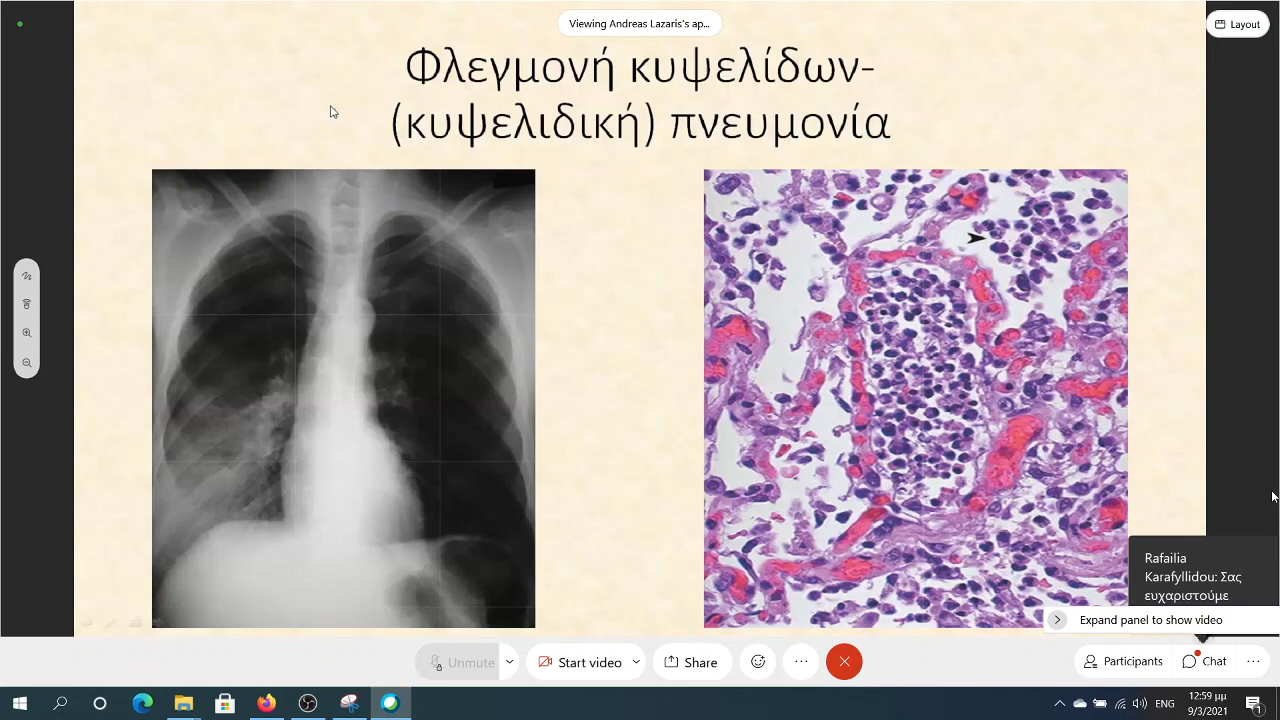 Viewing Andreas Lazaris's ap...
Layout
Φλεγμονή κυψελίδων-
(κυψελιδική) πνευμονία
Rafailia
Karafyllidou: Σας
ευχαριστούμε
Expand panel to show video
Unmute
Start video
Share
Participants
Chat
ENG
12:59 μμ
9/3/2021
1